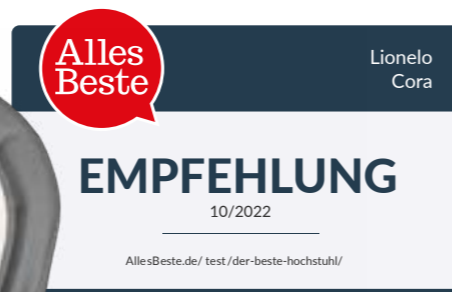 Alles
Beste
Lionelo
Cora
EMPFEHLUNG
10/2022
AllesBeste.de/ test/der-beste-hochstuhl/